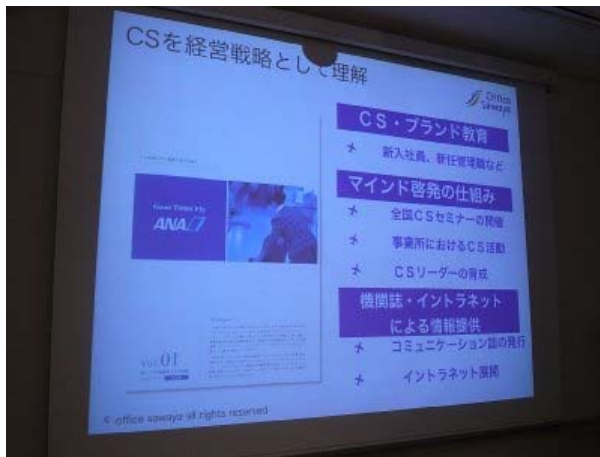 CSを経営戦略として理解
Office
Sawaya
CS・ブランド教育
新入社員、新任管理職など
マインド啓発の仕組み
全国CSセミナーの開催
事業所におけるCS活動
CSリーダーの育成
機関誌・イントラネット
による情報提供
コミュニケーション誌の発行
イントラネット展開
ANA
Vol.01
© office sawaya all rights reserved